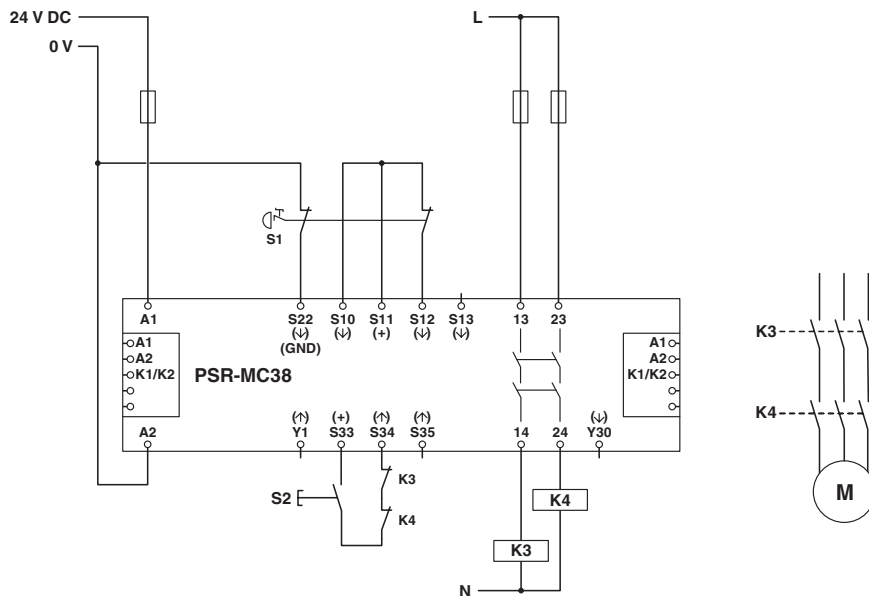 24 V DC
0 V
L
S1
A1 S22 S10 S11 S12 S13 13 23
(↓) (↓) (+) (↓) (↓)
(GND)
A1
A2
K1/K2
PSR-MC38
A1
A2
K1/K2
(↑) (+) (↑) (↑) (↓)
A2 Y1 S33 S34 S35 14 24 Y30
S2
K3
K4
K4
K3
N
K3
K4
M